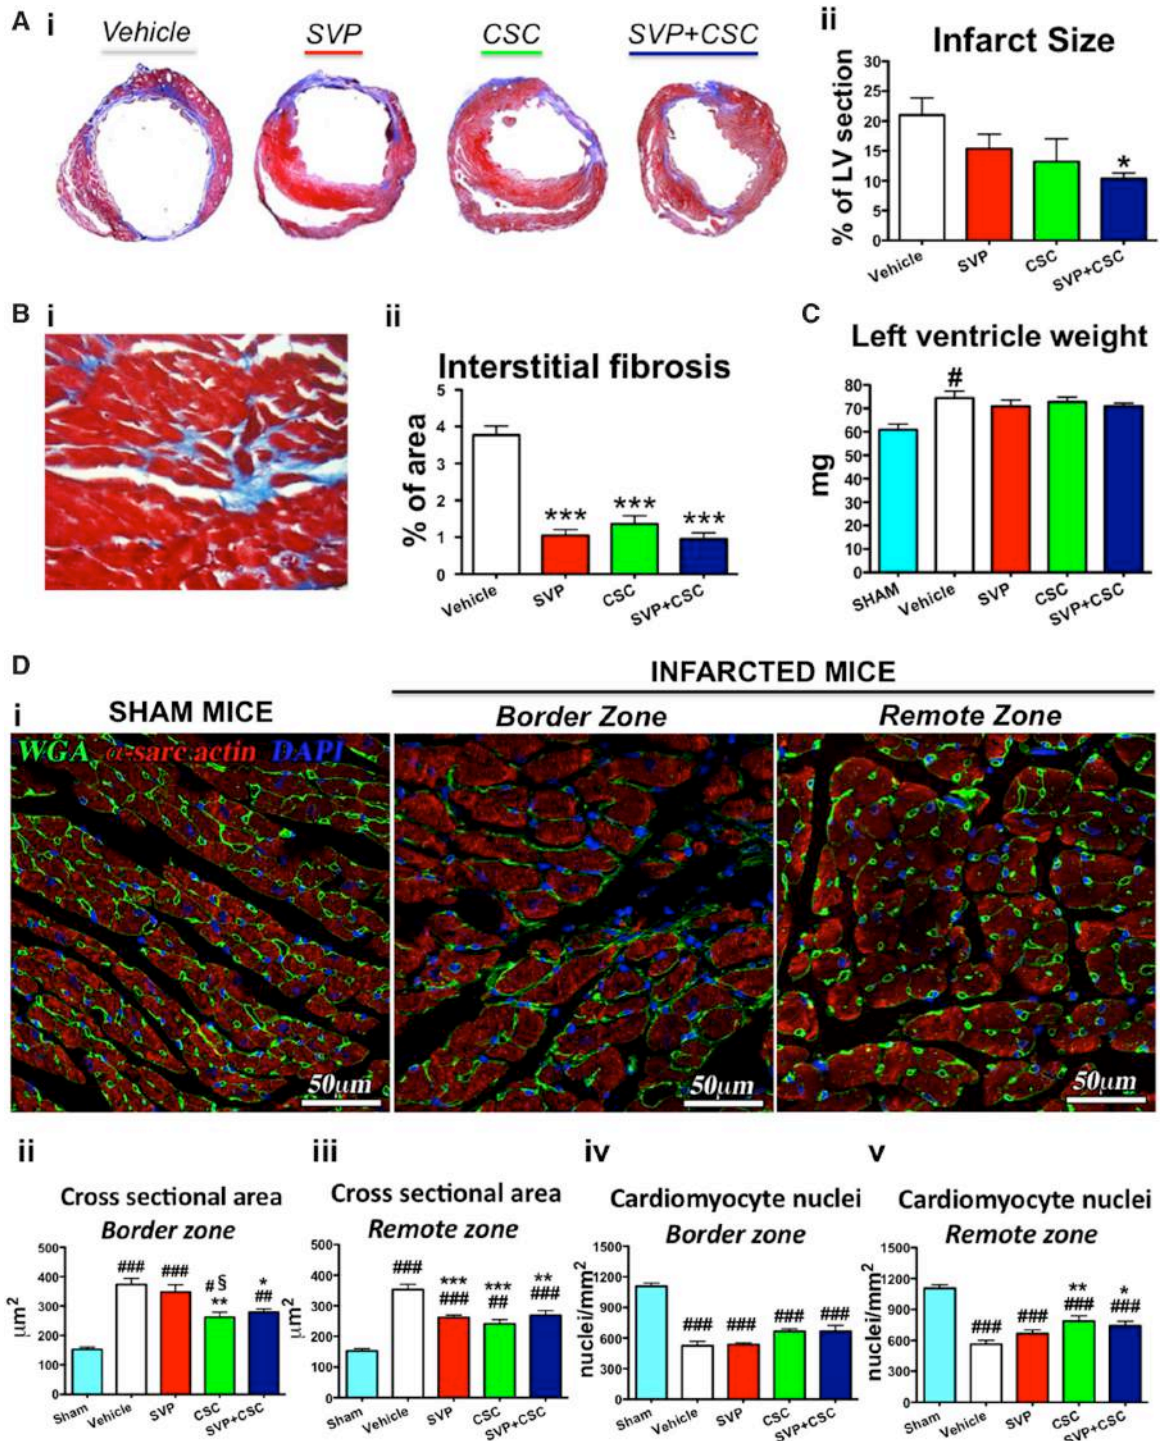 A i Vehicle SVP CSC SVP+CSC
ii Infarct Size
% of LV section
30
25
20
15
10
5
0
*
Vehicle SVP CSC SVP+CSC
B i
ii Interstitial fibrosis
% of area
5
4
3
2
1
0
*** *** ***
Vehicle SVP CSC SVP+CSC
C Left ventricle weight
mg
80
70
60
50
40
30
20
10
0
#
SHAM Vehicle SVP CSC SVP+CSC
D
INFARCTED MICE
i SHAM MICE Border Zone Remote Zone
WGA α-sarc actin DAPI
50µm 50µm 50µm
ii
Cross sectional area
Border zone
µm²
500
400
300
200
100
0
### ### # § ** * ##
Sham Vehicle SVP CSC SVP+CSC
iii
Cross sectional area
Remote zone
µm²
500
400
300
200
100
0
### *** ### *** ## ** ###
Sham Vehicle SVP CSC SVP+CSC
iv
Cardiomyocyte nuclei
Border zone
nuclei/mm²
1500
1200
900
600
300
0
### ### ### ###
Sham Vehicle SVP CSC SVP+CSC
v
Cardiomyocyte nuclei
Remote zone
nuclei/mm²
1500
1200
900
600
300
0
### ### ** ### * ###
Sham Vehicle SVP CSC SVP+CSC